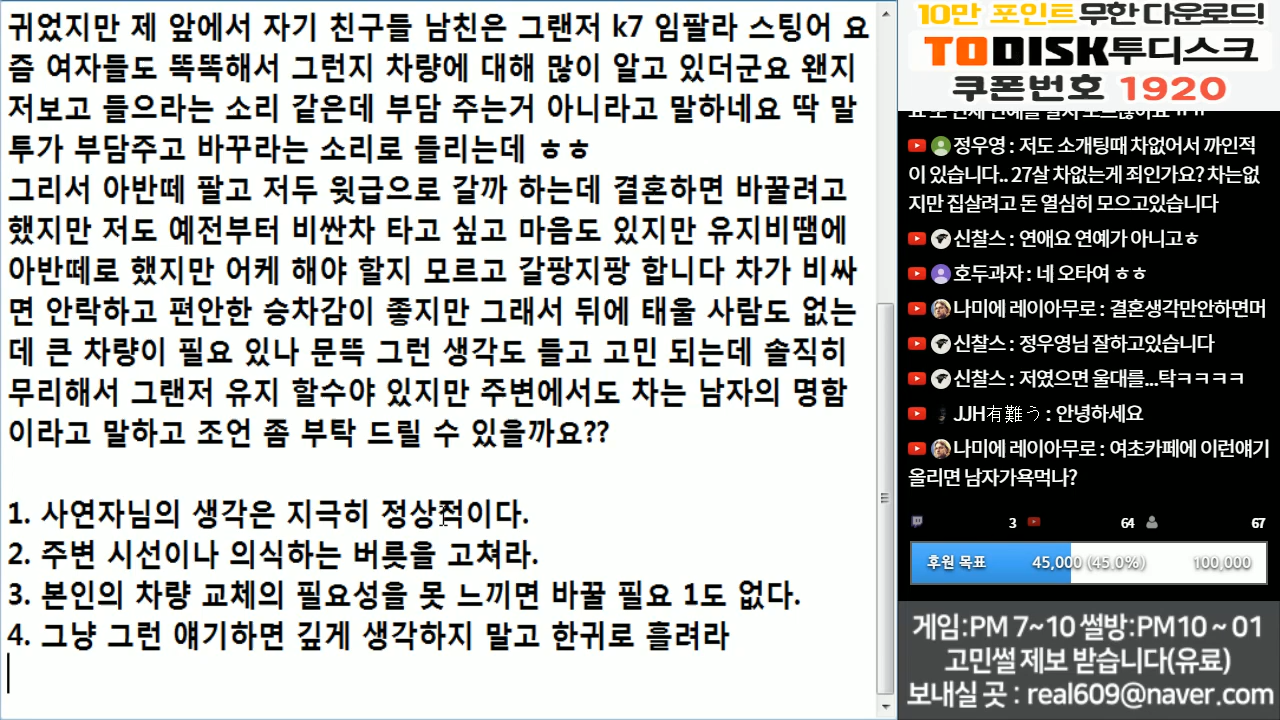 귀었지만 제 앞에서 자기 친구들 남친은 그랜저 k7 임팔라 스팅어 요
즘 여자들도 똑똑해서 그런지 차량에 대해 많이 알고 있더군요 왠지
저보고 들으라는 소리 같은데 부담 주는거 아니라고 말하네요 딱 말
투가 부담주고 바꾸라는 소리로 들리는데 ㅎㅎ
그리서 아반떼 팔고 저두 윗급으로 갈까 하는데 결혼하면 바꿀려고
했지만 저도 예전부터 비싼차 타고 싶고 마음도 있지만 유지비땜에
아반떼로 했지만 어케 해야 할지 모르고 갈팡지팡 합니다 차가 비싸
면 안락하고 편안한 승차감이 좋지만 그래서 뒤에 태울 사람도 없는
데 큰 차량이 필요 있나 문뜩 그런 생각도 들고 고민 되는데 솔직히
무리해서 그랜저 유지 할수야 있지만 주변에서도 차는 남자의 명함
이라고 말하고 조언 좀 부탁 드릴 수 있을까요??
1. 사연자님의 생각은 지극히 정상적이다.
2. 주변 시선이나 의식하는 버릇을 고쳐라.
3. 본인의 차량 교체의 필요성을 못 느끼면 바꿀 필요 1도 없다.
4. 그냥 그런 얘기하면 깊게 생각하지 말고 한귀로 흘려라
10만 포인트 무한 다운로드!
TODISK투디스크
쿠폰번호 1920
정우영 : 저도 소개팅때 차없어서 까인적
이 있습니다.. 27살 차없는게 죄인가요? 차는없
지만 집살려고 돈 열심히 모으고있습니다
신찰스 : 연애요 연예가 아니고ㅎ
호두과자 : 네 오타여 ㅎㅎ
나미에 레이아무로 : 결혼생각만안하면머
신찰스 : 정우영님 잘하고있습니다
신찰스 : 저였으면 울대를...탁ㅋㅋㅋㅋ
JJH有難う : 안녕하세요
나미에 레이아무로 : 여초카페에 이런얘기
올리면 남자가욕먹나?
3 64 67
후원 목표 45,000 (45.0%) 100,000
게임:PM 7~10 썰방:PM10 ~ 01
고민썰 제보 받습니다(유료)
보내실 곳 : real609@naver.com